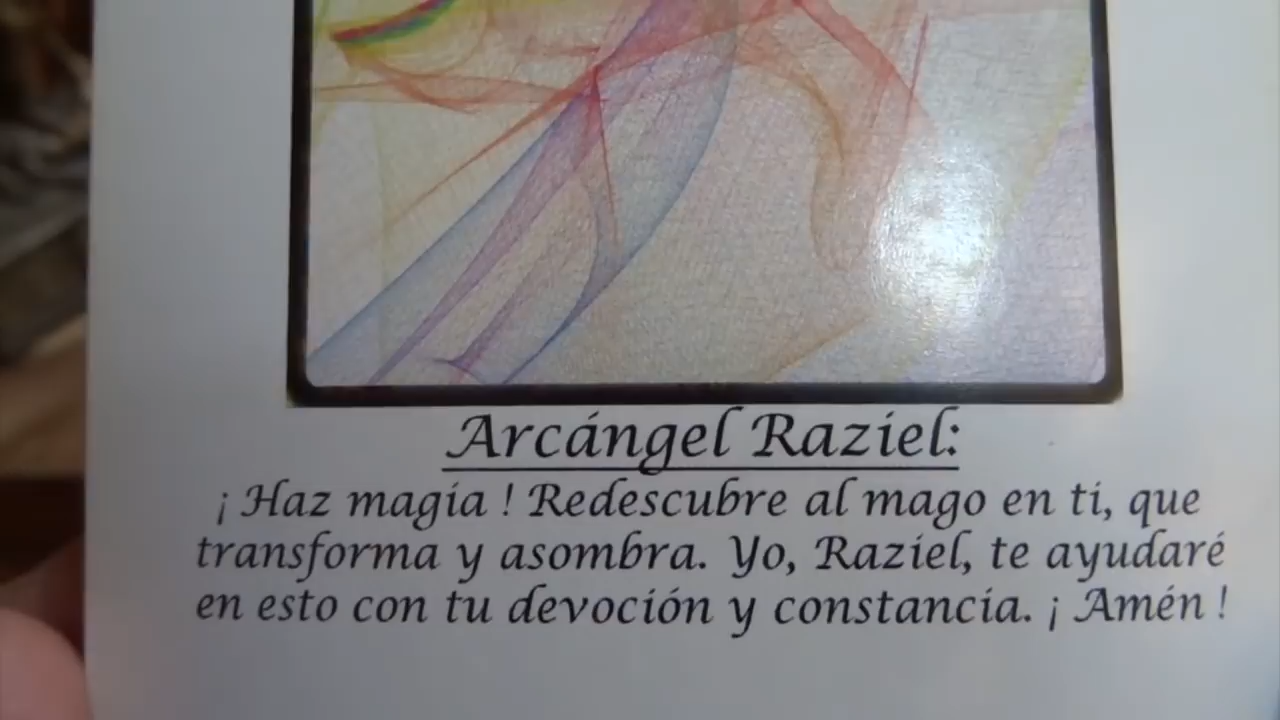 Arcángel Raziel:
¡ Haz magia ! Redescubre al mago en ti, que
transforma y asombra. Yo, Raziel, te ayudaré
en esto con tu devoción y constancia. ¡ Amén !